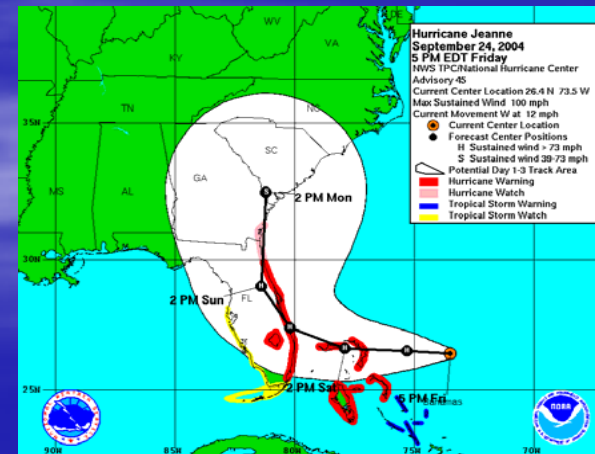 WV
DE
KY
VA
Hurricane Jeanne
September 24, 2004
5 PM EDT Friday
NWS TPC/National Hurricane Center
Advisory 45
Current Center Location 26.4 N 73.5 W
Max Sustained Wind 100 mph
Current Movement W at 12 mph
Current Center Location
Forecast Center Positions
H Sustained wind > 73 mph
S Sustained wind 39-73 mph
Potential Day 1-3 Track Area
Hurricane Warning
Hurricane Watch
Tropical Storm Warning
Tropical Storm Watch
TN
NC
35N
SC
MS
AL
GA
S
2 PM Mon
30N
2 PM Sun
H
FL
H
H
H
25N
2 PM Sat
5 PM Fri
Bahamas
NOAA
90W
85W
80W
75W
70W